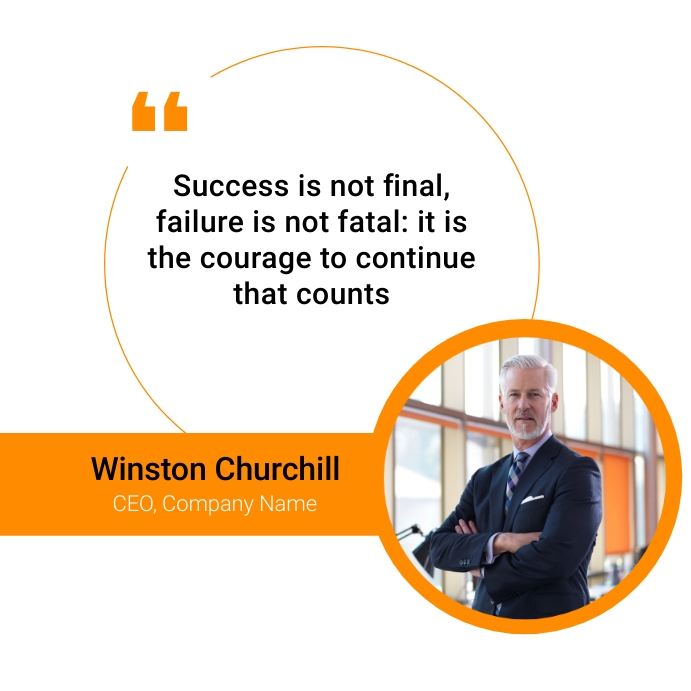 ❝
Success is not final,
failure is not fatal: it is
the courage to continue
that counts
Winston Churchill
CEO, Company Name